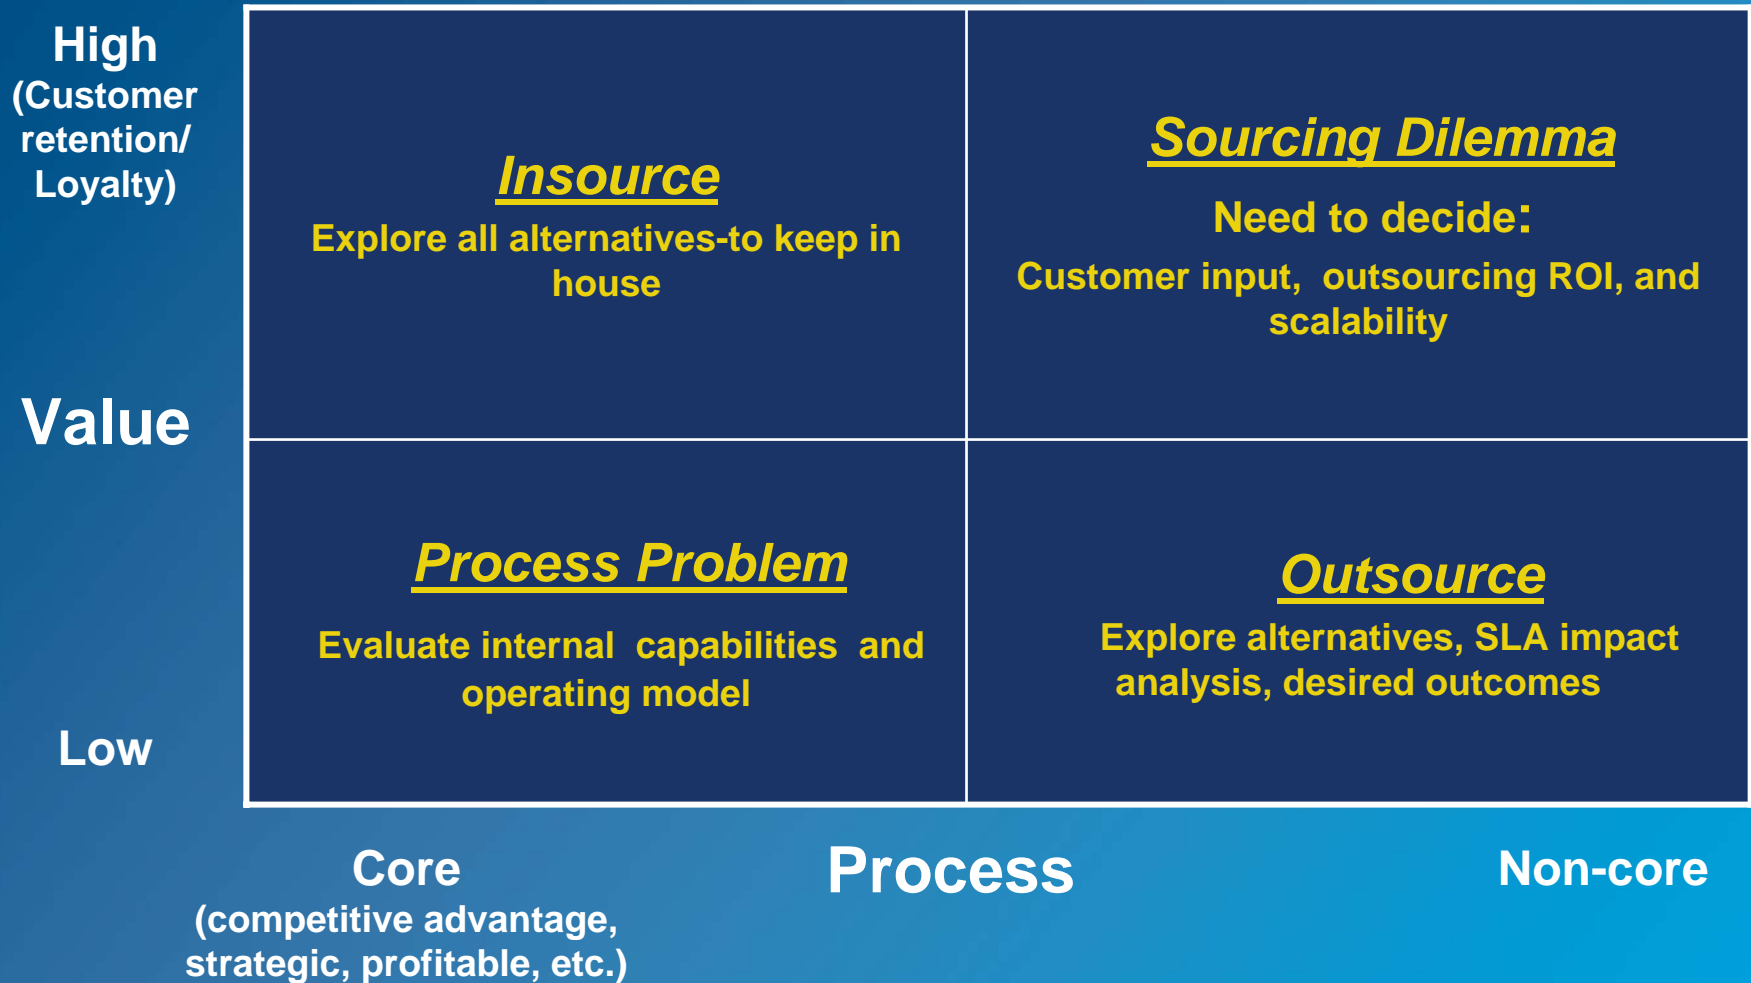 High
(Customer
retention/
Loyalty)
Value
Low
Insource
Explore all alternatives-to keep in
house
Sourcing Dilemma
Need to decide:
Customer input, outsourcing ROI, and
scalability
Process Problem
Evaluate internal capabilities and
operating model
Outsource
Explore alternatives, SLA impact
analysis, desired outcomes
Core
(competitive advantage,
strategic, profitable, etc.)
Process
Non-core